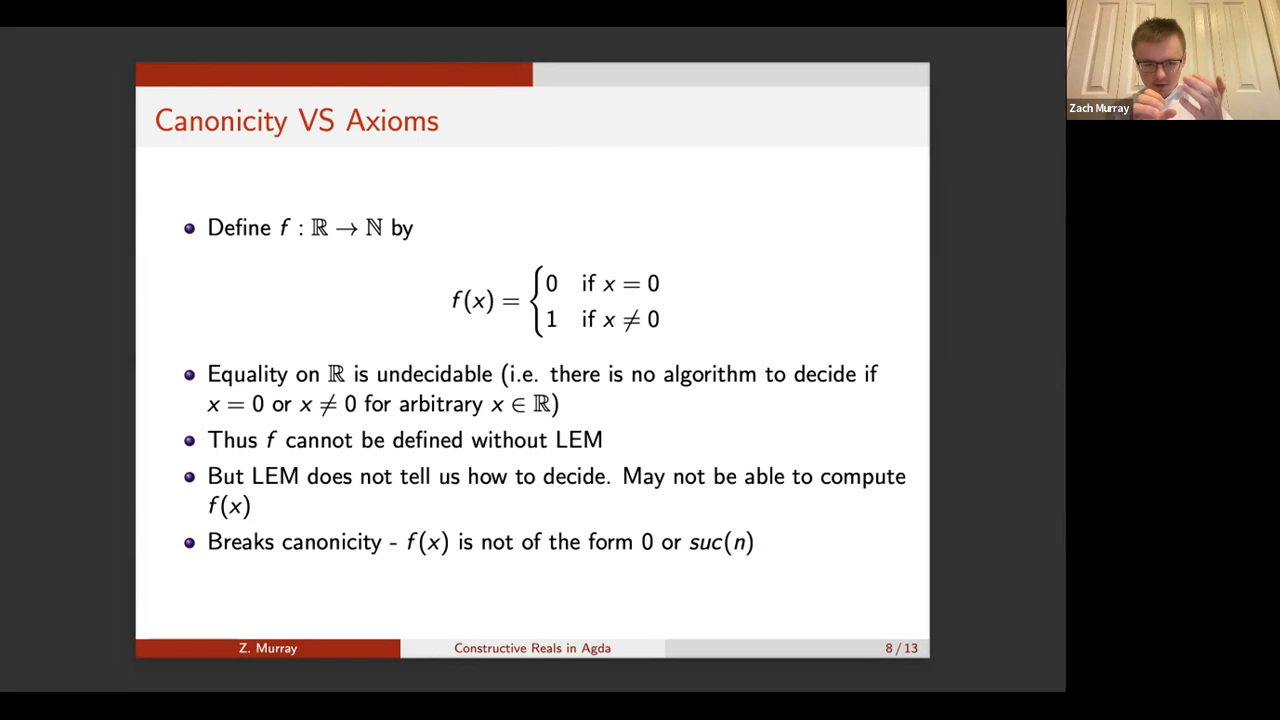 Zach Murray
Canonicity VS Axioms
Define f : ℝ → ℕ by
f(x) = { 0 if x = 0
1 if x ≠ 0
Equality on ℝ is undecidable (i.e. there is no algorithm to decide if
x = 0 or x ≠ 0 for arbitrary x ∈ ℝ)
Thus f cannot be defined without LEM
But LEM does not tell us how to decide. May not be able to compute
f(x)
Breaks canonicity - f(x) is not of the form 0 or suc(n)
Z. Murray
Constructive Reals in Agda
8 / 13